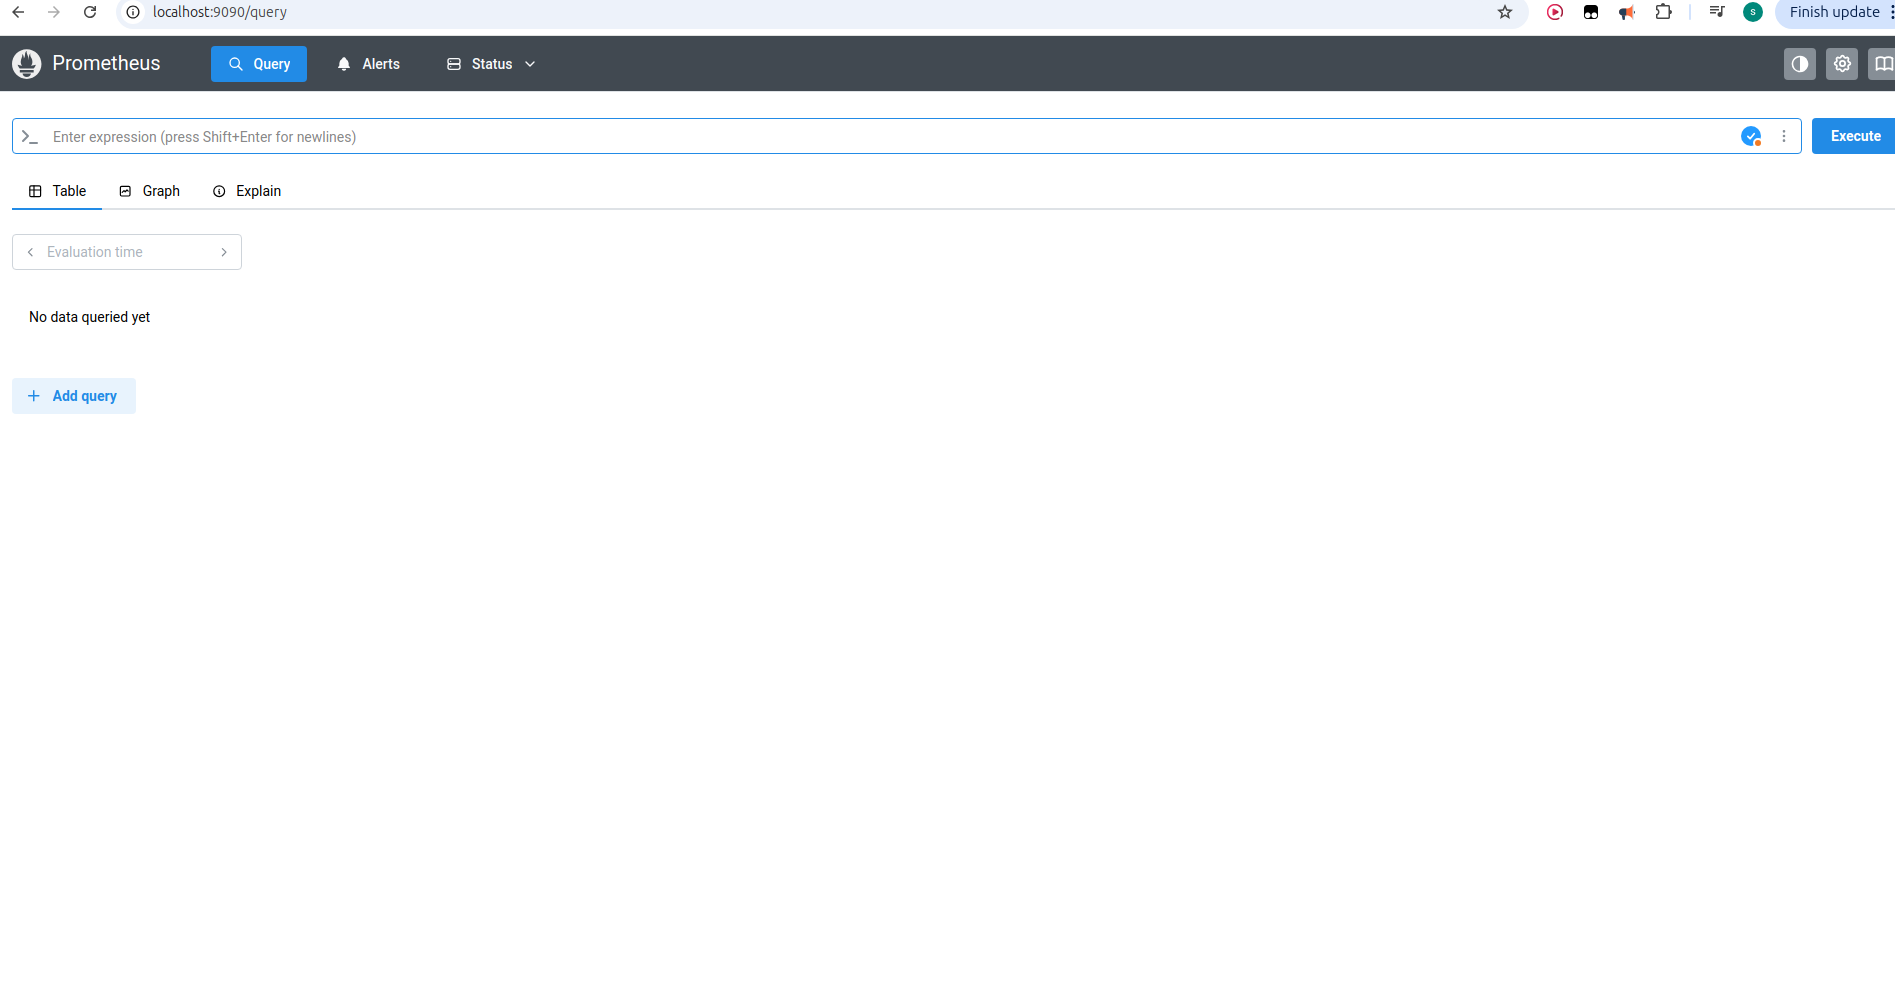 localhost:9090/query
S
Finish update
Prometheus
Query
Alerts
Status
Enter expression (press Shift+Enter for newlines)
Execute
Table
Graph
Explain
Evaluation time
No data queried yet
Add query